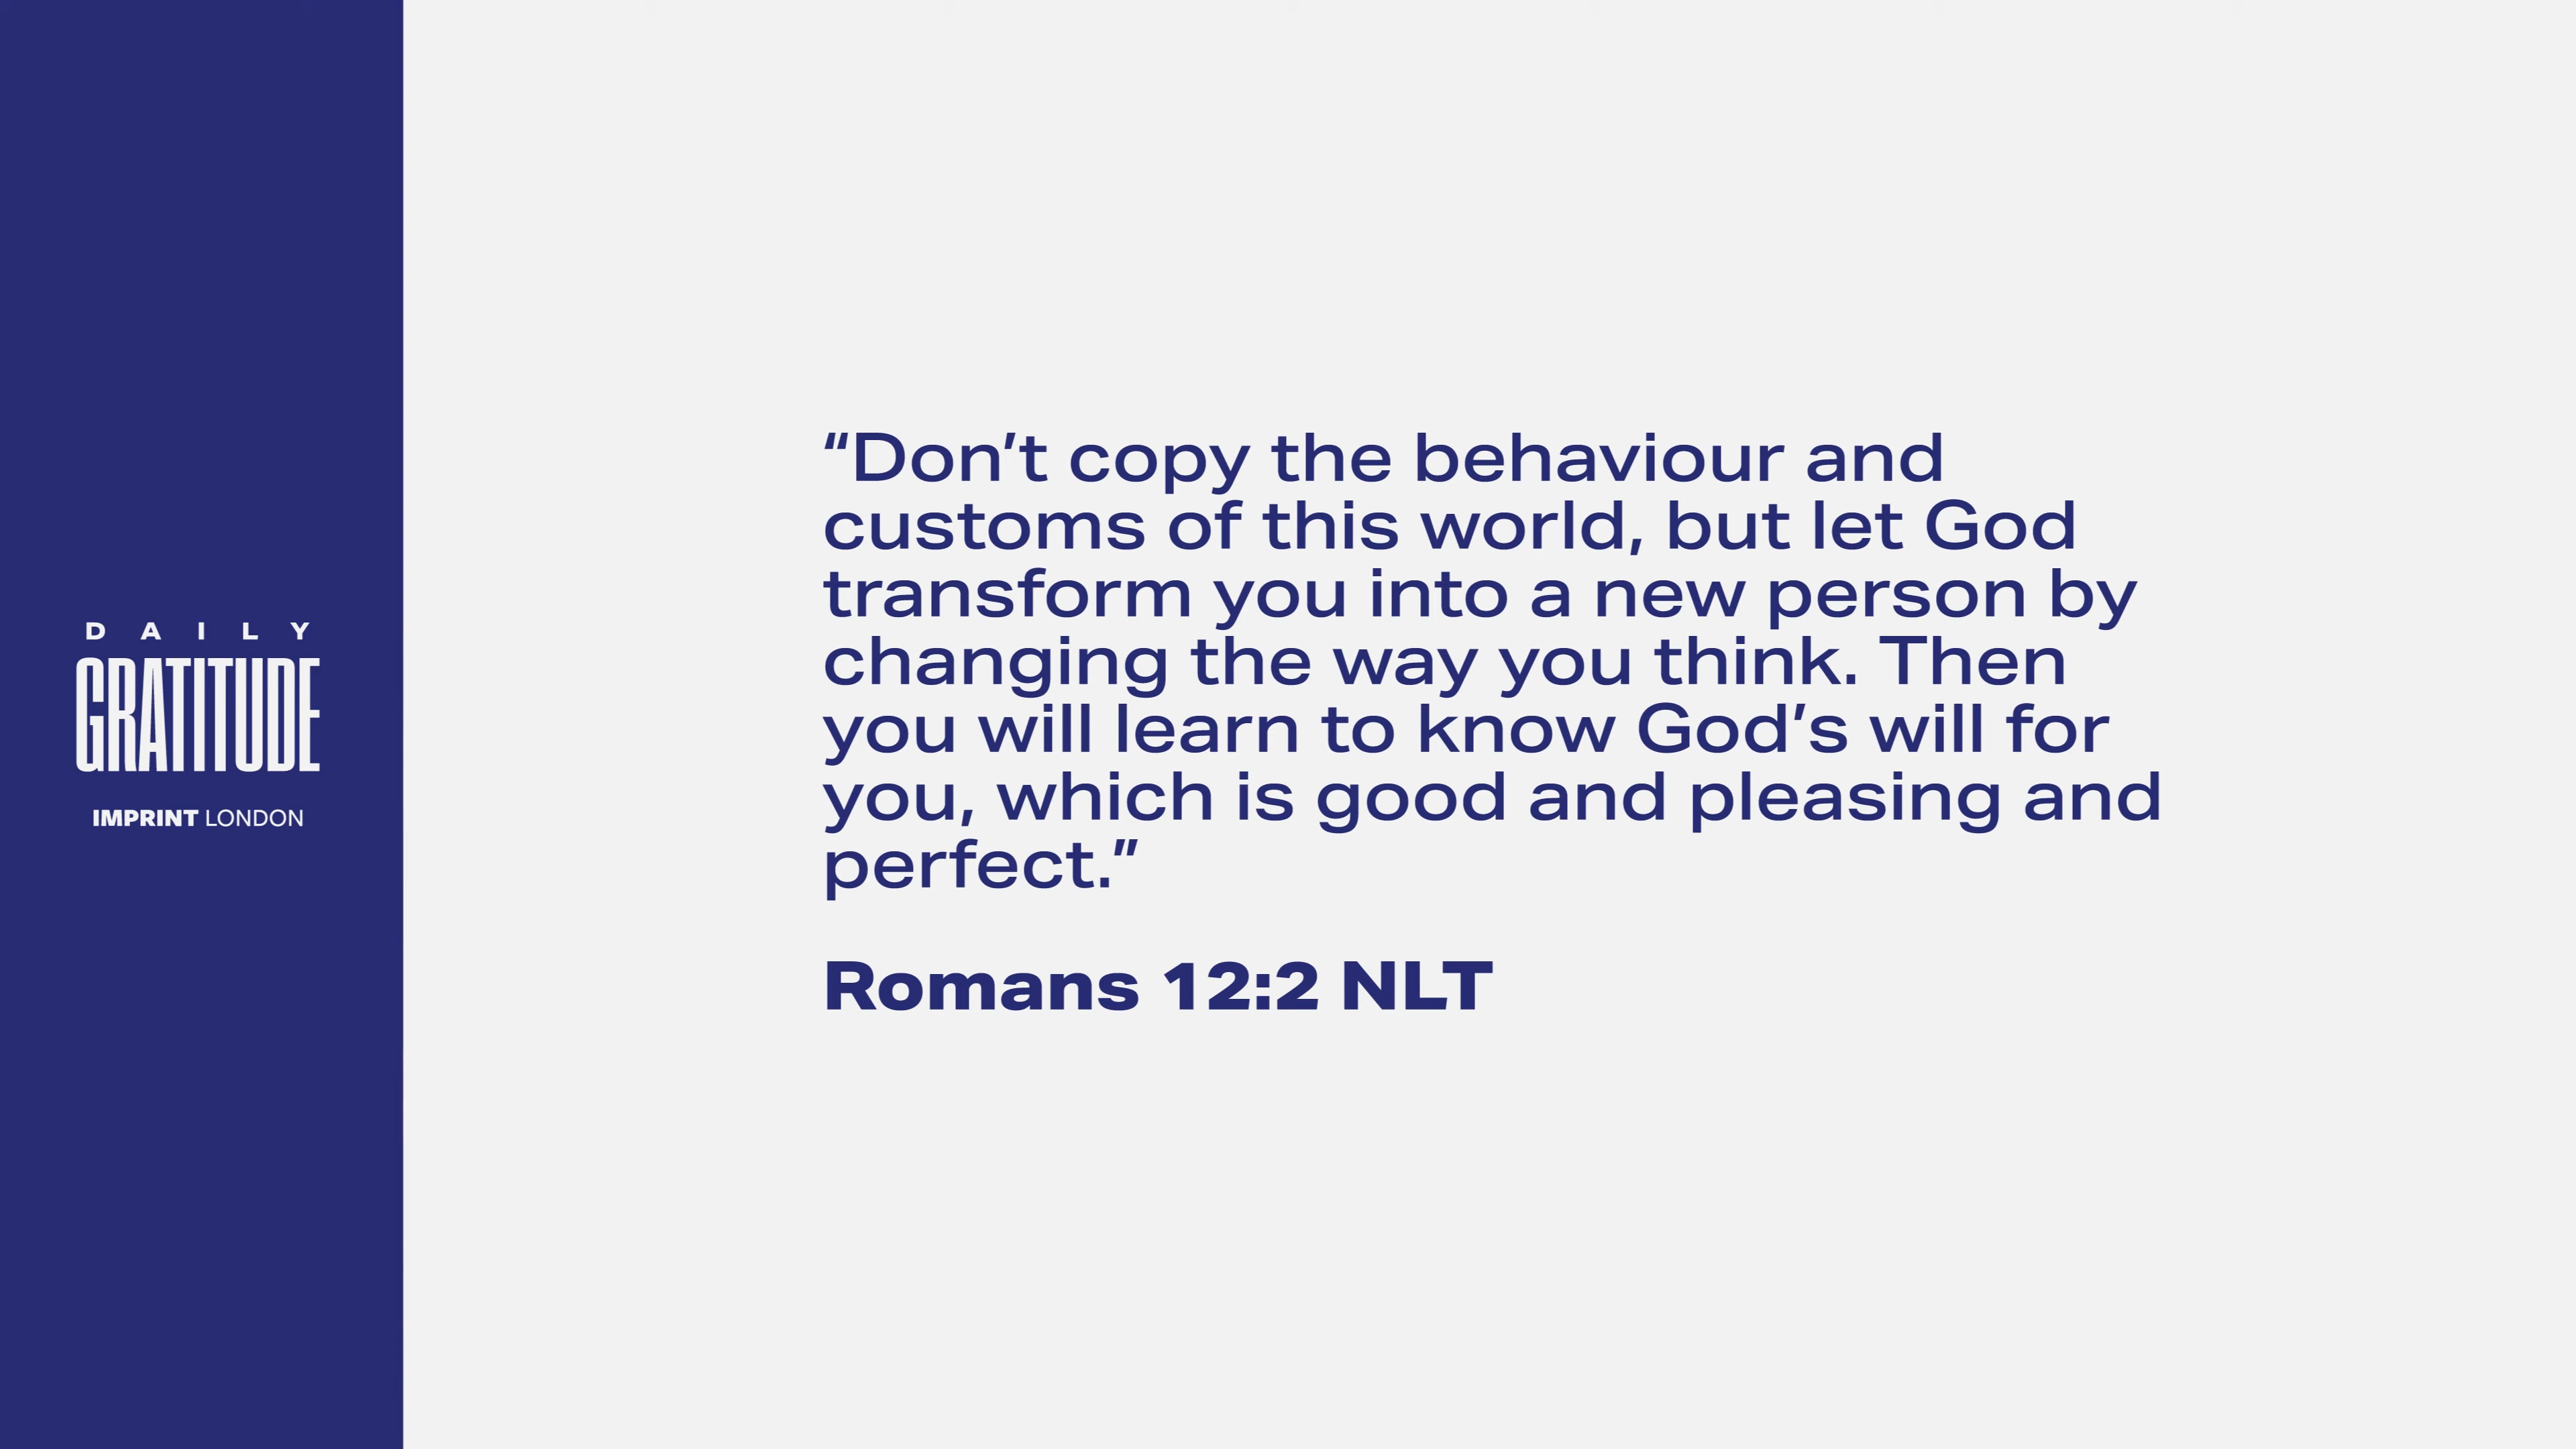 DAILY
GRATITUDE
IMPRINT LONDON
“Don’t copy the behaviour and
customs of this world, but let God
transform you into a new person by
changing the way you think. Then
you will learn to know God’s will for
you, which is good and pleasing and
perfect.”
Romans 12:2 NLT